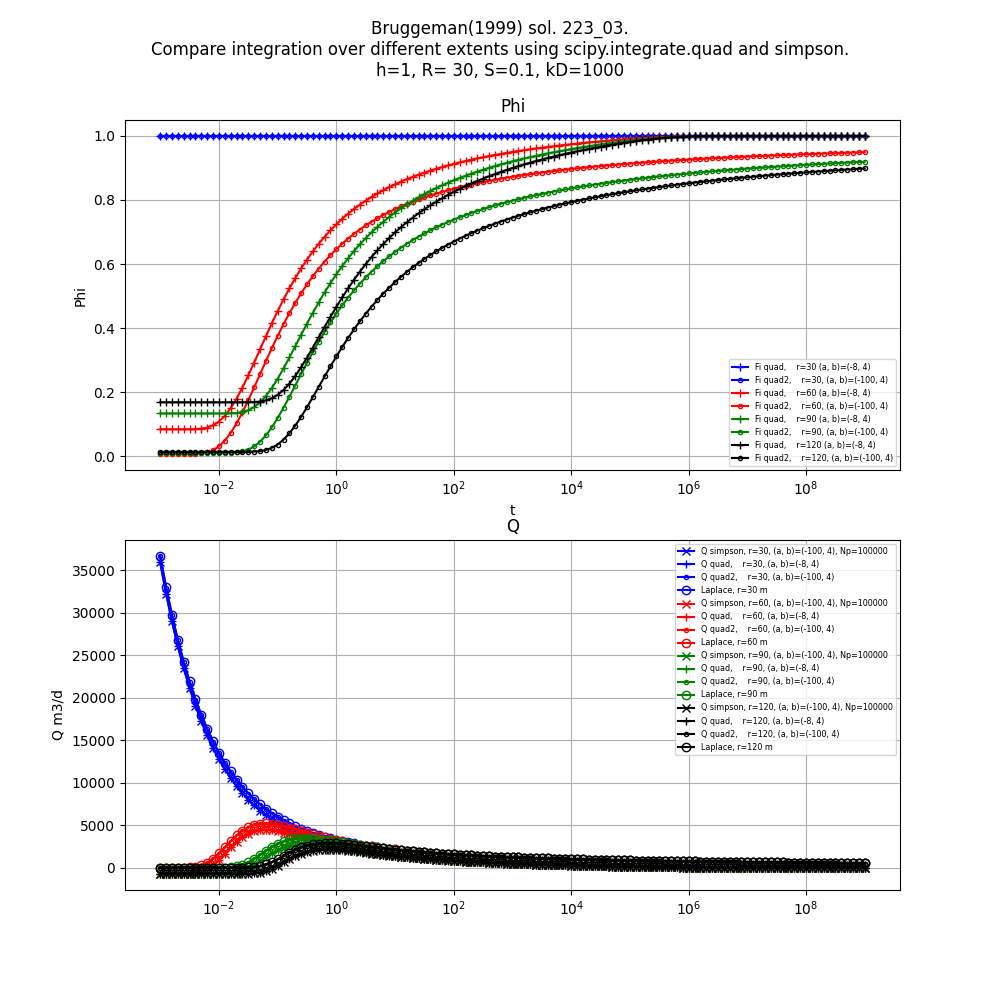 Bruggeman(1999) sol. 223_03.
Compare integration over different extents using scipy.integrate.quad and simpson.
h=1, R= 30, S=0.1, kD=1000
Phi
1.0
0.8
0.6
0.4
0.2
0.0
Phi
10⁻² 10⁰ 10² 10⁴ 10⁶ 10⁸
t
Fi quad, r=30 (a, b)=(-8, 4)
Fi quad2, r=30, (a, b)=(-100, 4)
Fi quad, r=60 (a, b)=(-8, 4)
Fi quad2, r=60, (a, b)=(-100, 4)
Fi quad, r=90 (a, b)=(-8, 4)
Fi quad2, r=90, (a, b)=(-100, 4)
Fi quad, r=120 (a, b)=(-8, 4)
Fi quad2, r=120, (a, b)=(-100, 4)
Q
35000
30000
25000
20000
15000
10000
5000
0
Q m3/d
10⁻² 10⁰ 10² 10⁴ 10⁶ 10⁸
Q simpson, r=30, (a, b)=(-100, 4), Np=100000
Q quad, r=30, (a, b)=(-8, 4)
Q quad2, r=30, (a, b)=(-100, 4)
Laplace, r=30 m
Q simpson, r=60, (a, b)=(-100, 4), Np=100000
Q quad, r=60, (a, b)=(-8, 4)
Q quad2, r=60, (a, b)=(-100, 4)
Laplace, r=60 m
Q simpson, r=90, (a, b)=(-100, 4), Np=100000
Q quad, r=90, (a, b)=(-8, 4)
Q quad2, r=90, (a, b)=(-100, 4)
Laplace, r=90 m
Q simpson, r=120, (a, b)=(-100, 4), Np=100000
Q quad, r=120, (a, b)=(-8, 4)
Q quad2, r=120, (a, b)=(-100, 4)
Laplace, r=120 m